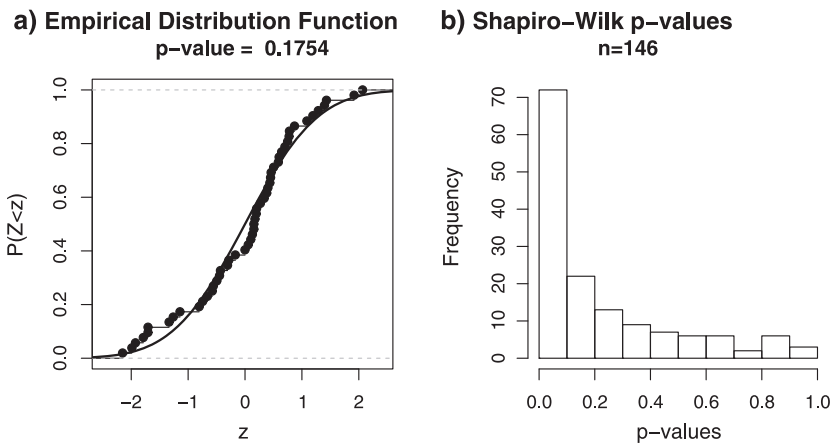 a) Empirical Distribution Function
p−value = 0.1754
P(Z<z)
1.0
0.8
0.6
0.4
0.2
0.0
−2 −1 0 1 2
z
b) Shapiro−Wilk p−values
n=146
Frequency
70
60
50
40
30
20
10
0
0.0 0.2 0.4 0.6 0.8 1.0
p−values